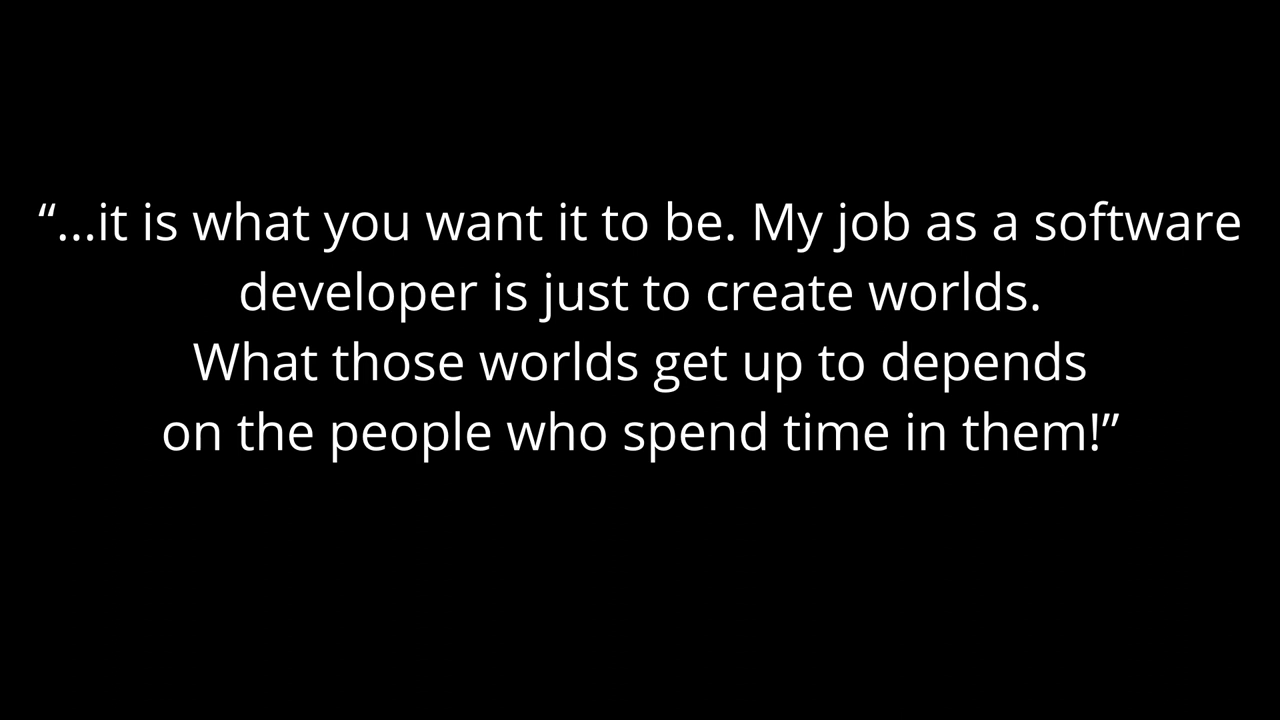 “...it is what you want it to be. My job as a software
developer is just to create worlds.
What those worlds get up to depends
on the people who spend time in them!”